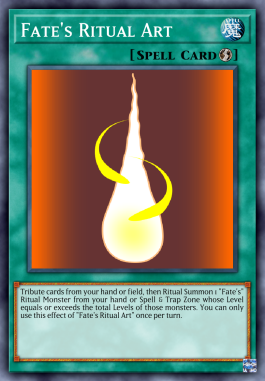 Fate's Ritual Art
魔
[Spell Card]
Tribute cards from your hand or field, then Ritual Summon 1 "Fate's"
Ritual Monster from your hand or Spell & Trap Zone whose Level
equals or exceeds the total Levels of those monsters. You can only
use this effect of "Fate's Ritual Art" once per turn.